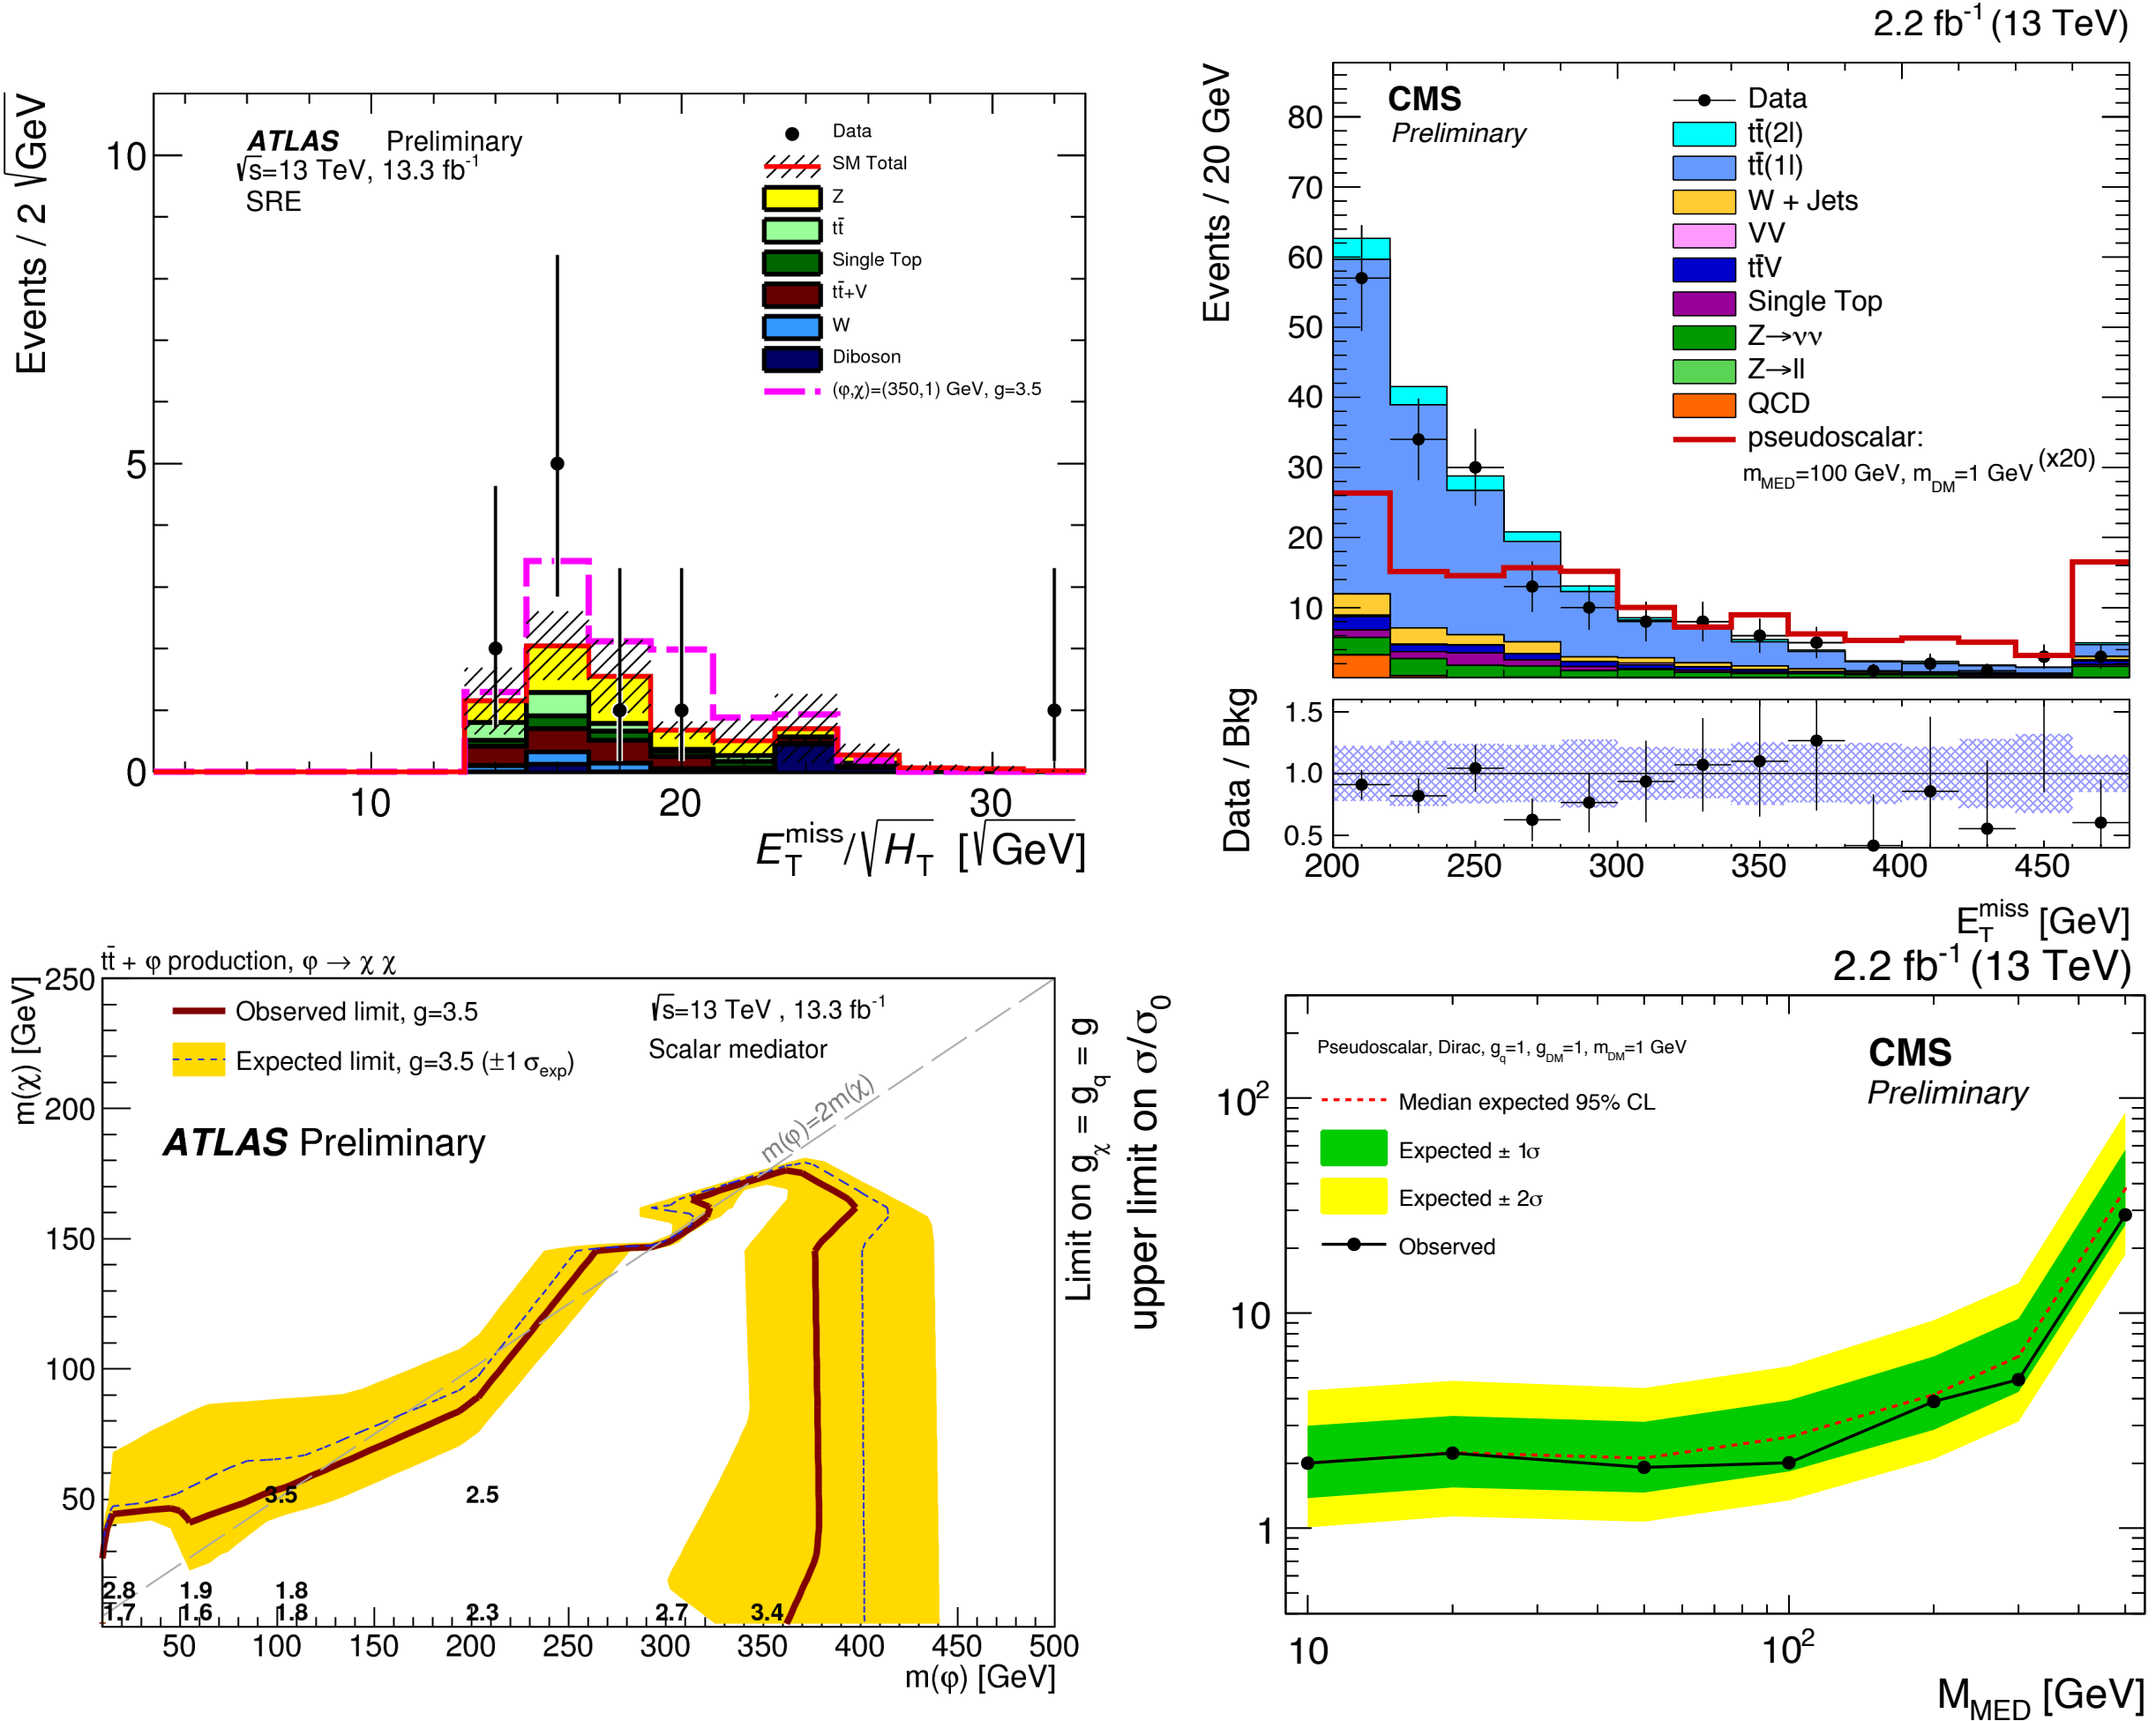 Events / 2 √GeV
10
5
0
ATLAS Preliminary
√s=13 TeV, 13.3 fb-1
SRE
Data
SM Total
Z
tt̄
Single Top
tt̄+V
W
Diboson
(φ,χ)=(350,1) GeV, g=3.5
10 20 30
E_T^miss/√H_T [√GeV]
2.2 fb-1 (13 TeV)
Events / 20 GeV
80
70
60
50
40
30
20
10
CMS
Preliminary
Data
tt̄(2l)
tt̄(1l)
W + Jets
VV
tt̄V
Single Top
Z→νν
Z→ll
QCD
pseudoscalar:
m_MED=100 GeV, m_DM=1 GeV (x20)
Data / Bkg
1.5
1.0
0.5
200 250 300 350 400 450
E_T^miss [GeV]
tt̄ + φ production, φ → χ χ
m(χ) [GeV]
250
200
150
100
50
Observed limit, g=3.5
Expected limit, g=3.5 (±1 σ_exp)
√s=13 TeV , 13.3 fb-1
Scalar mediator
ATLAS Preliminary
m(φ)=2m(χ)
3.5 2.5
2.8 1.9 1.8
1.7 1.6 1.8 2.3 2.7 3.4
50 100 150 200 250 300 350 400 450 500
m(φ) [GeV]
Limit on g_χ = g_q = g
2.2 fb-1 (13 TeV)
upper limit on σ/σ_0
10²
10
1
Pseudoscalar, Dirac, g_q=1, g_DM=1, m_DM=1 GeV
CMS
Preliminary
Median expected 95% CL
Expected ± 1σ
Expected ± 2σ
Observed
10 10²
M_MED [GeV]